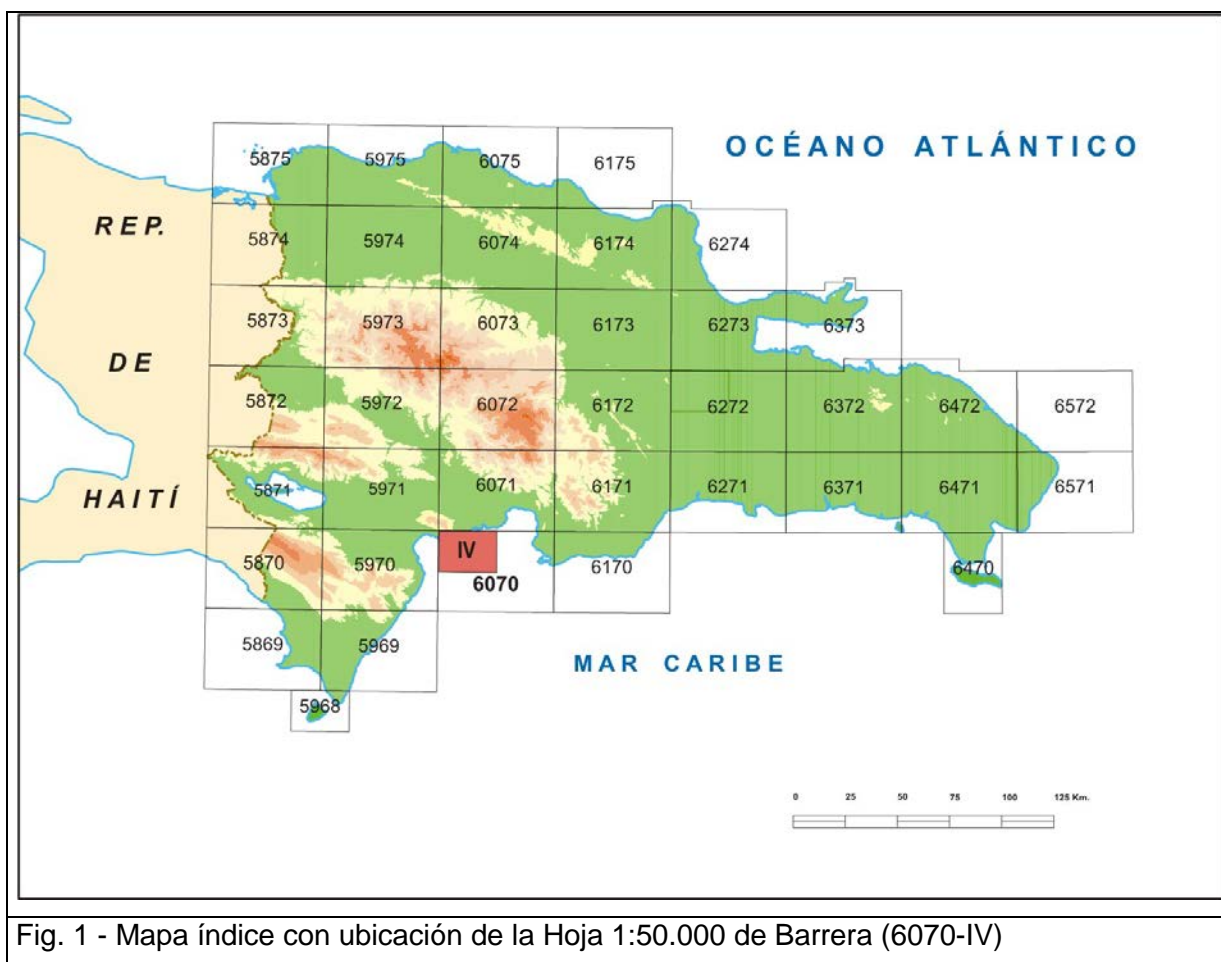 OCÉANO ATLÁNTICO
5875 5975 6075 6175
REP.
5874 5974 6074 6174 6274
5873 5973 6073 6173 6273 6373
DE
5872 5972 6072 6172 6272 6372 6472 6572
HAITÍ
5871 5971 6071 6171 6271 6371 6471 6571
IV
5870 5970 6070 6170 6470
5869 5969
MAR CARIBE
5968
0 25 50 75 100 125 Km.
Fig. 1 - Mapa índice con ubicación de la Hoja 1:50.000 de Barrera (6070-IV)